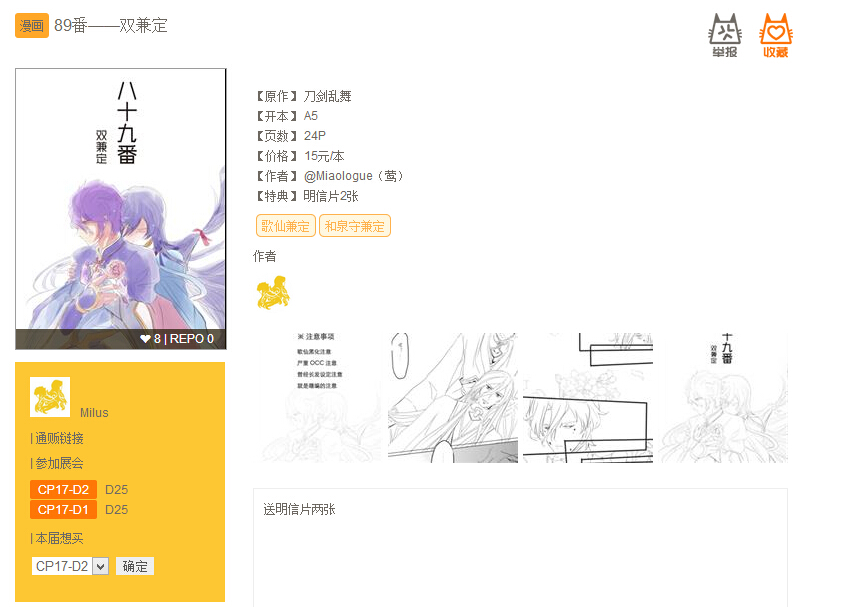 漫画 89番——双兼定
举报
收藏
八十九番
双兼定
❤ 8 | REPO 0
【原作】刀剑乱舞
【开本】A5
【页数】24P
【价格】15元/本
【作者】@Miaologue（莺）
【特典】明信片2张
歌仙兼定 和泉守兼定
作者
※ 注意事项
歌仙黑化注意
严重 OCC 注意
曾经长发设定注意
就是瞎编的注意
十九番
双兼定
Milus
| 通贩链接
| 参加展会
CP17-D2 D25
CP17-D1 D25
| 本届想买
CP17-D2 确定
送明信片两张